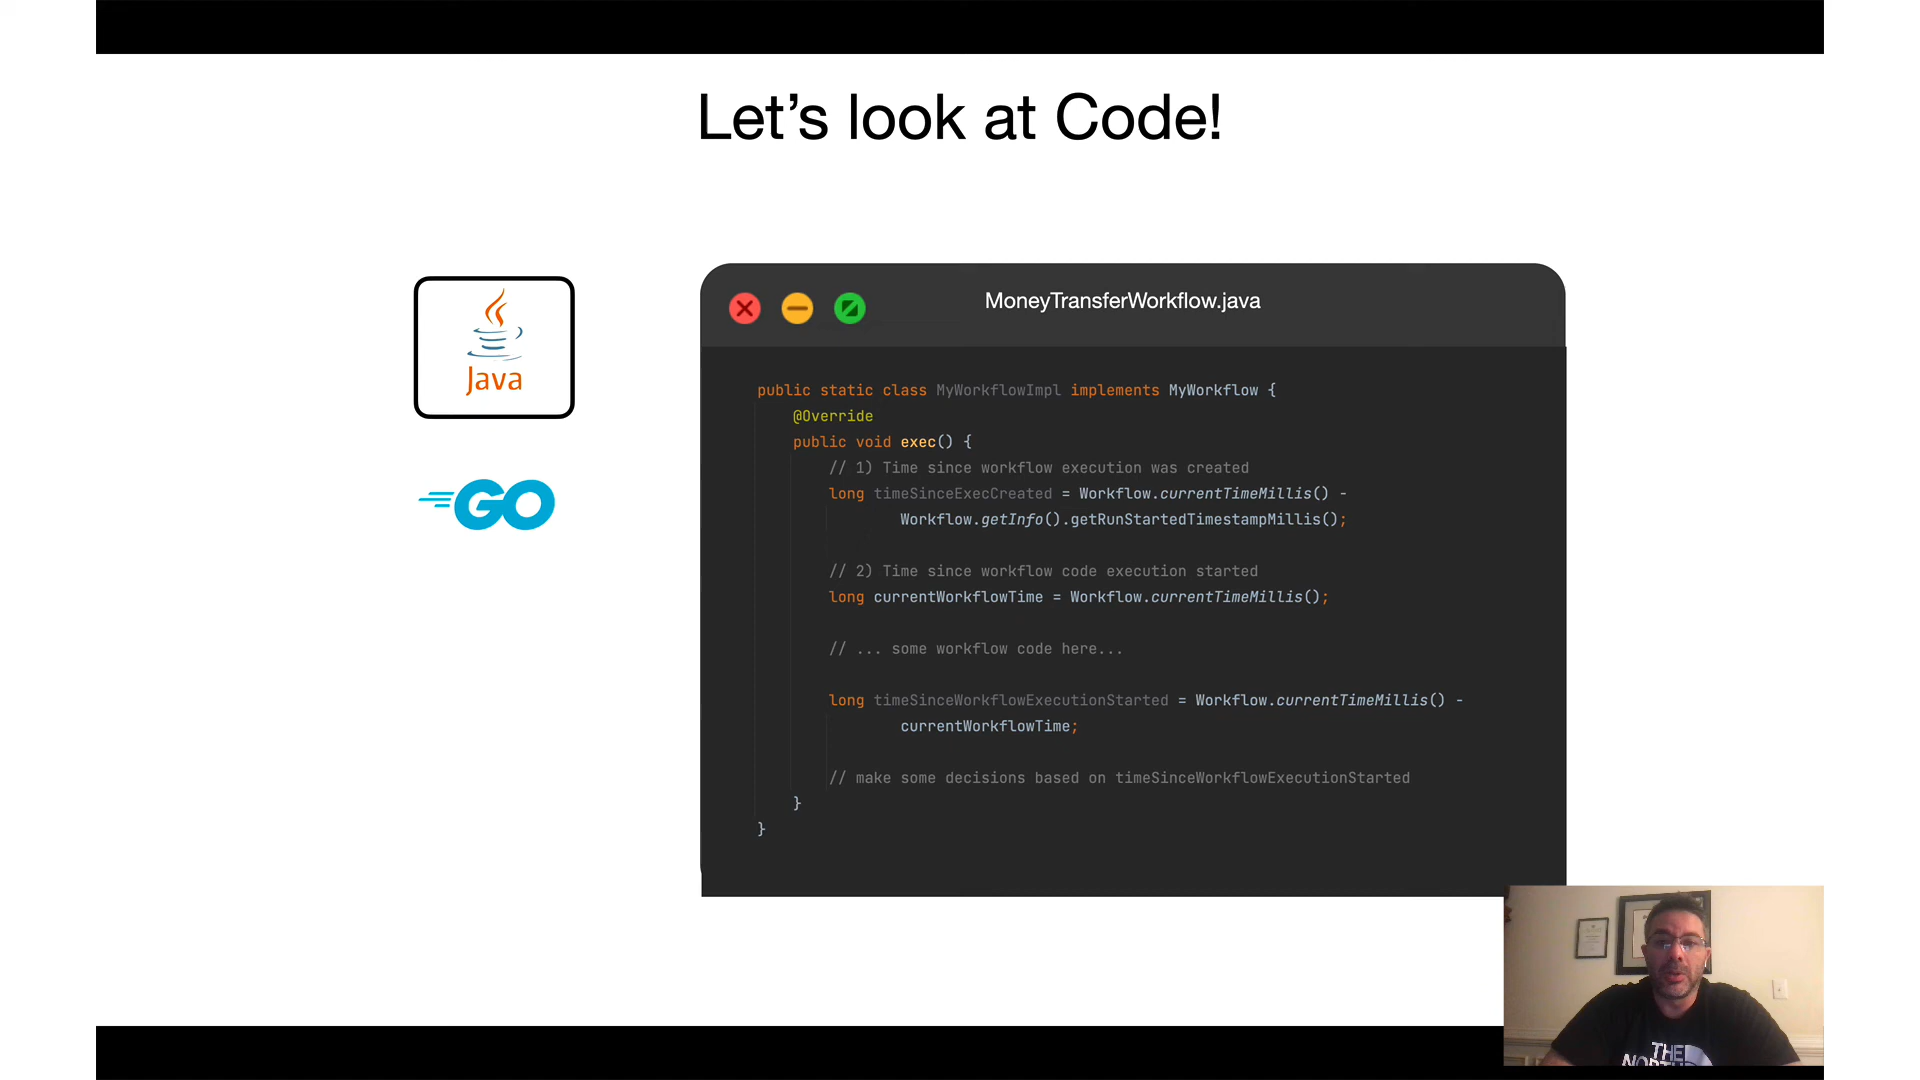 Let’s look at Code!
Java
GO
MoneyTransferWorkflow.java
public static class MyWorkflowImpl implements MyWorkflow {
@Override
public void exec() {
// 1) Time since workflow execution was created
long timeSinceExecCreated = Workflow.currentTimeMillis() -
Workflow.getInfo().getRunStartedTimestampMillis();
// 2) Time since workflow code execution started
long currentWorkflowTime = Workflow.currentTimeMillis();
// ... some workflow code here...
long timeSinceWorkflowExecutionStarted = Workflow.currentTimeMillis() -
currentWorkflowTime;
// make some decisions based on timeSinceWorkflowExecutionStarted
}
}
THE